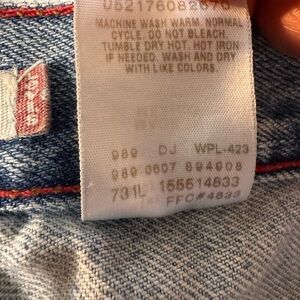 MACHINE WASH WARM. NORMAL
CYCLE. DO NOT BLEACH.
TUMBLE DRY HOT. HOT IRON
IF NEEDED. WASH AND DRY
WITH LIKE COLORS.
989 DJ WPL-423
989 0607 894908
731L 155514833
FFC#4833